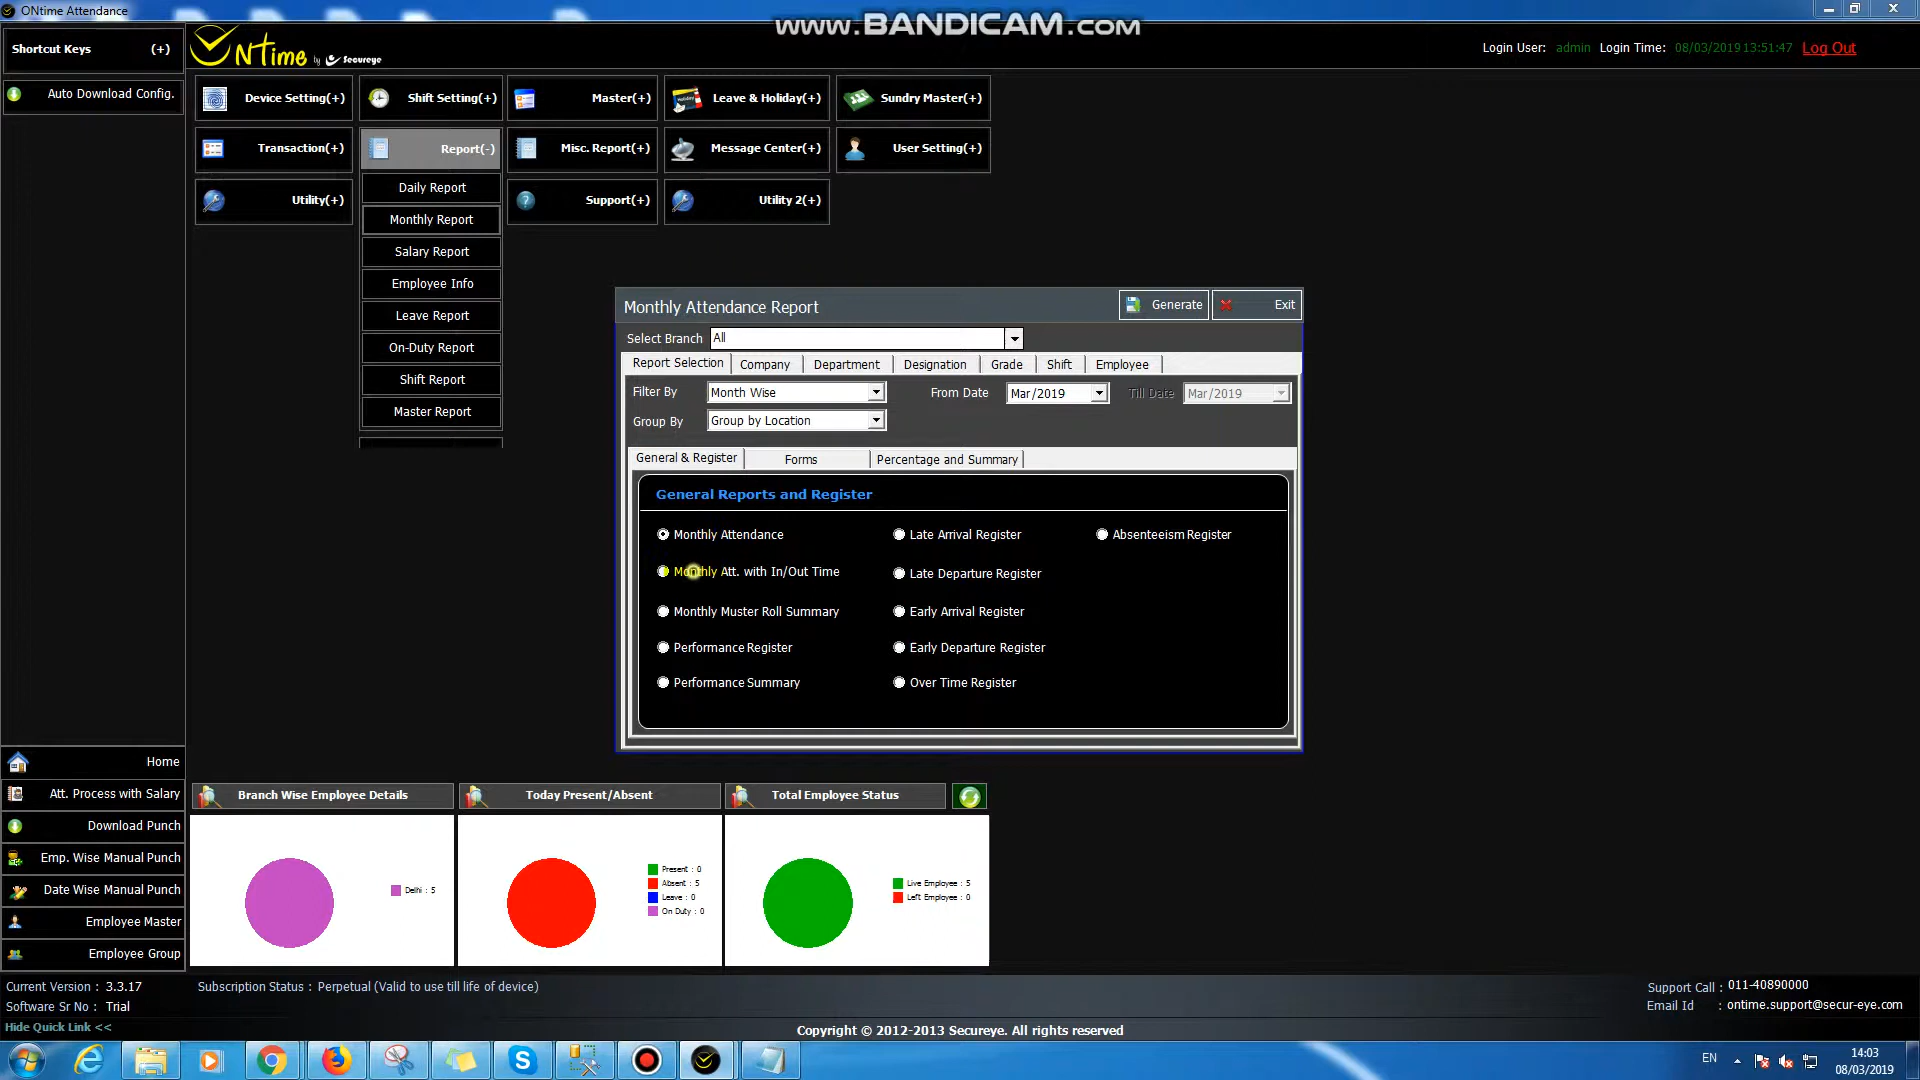 ONtime Attendance
www.BANDICAM.com
Shortcut Keys (+)
ONTime by Secureye
Login User: admin Login Time: 08/03/2019 13:51:47 Log Out
Auto Download Config.
Device Setting(+)
Shift Setting(+)
Master(+)
Leave & Holiday(+)
Sundry Master(+)
Transaction(+)
Report(-)
Misc. Report(+)
Message Center(+)
User Setting(+)
Utility(+)
Support(+)
Utility 2(+)
Daily Report
Monthly Report
Salary Report
Employee Info
Leave Report
On-Duty Report
Shift Report
Master Report
Monthly Attendance Report
Generate
Exit
Select Branch All
Report Selection Company Department Designation Grade Shift Employee
Filter By Month Wise From Date Mar/2019 Till Date Mar/2019
Group By Group by Location
General & Register Forms Percentage and Summary
General Reports and Register
Monthly Attendance Late Arrival Register Absenteeism Register
Monthly Att. with In/Out Time Late Departure Register
Monthly Muster Roll Summary Early Arrival Register
Performance Register Early Departure Register
Performance Summary Over Time Register
Home
Att. Process with Salary
Download Punch
Emp. Wise Manual Punch
Date Wise Manual Punch
Employee Master
Employee Group
Branch Wise Employee Details
Today Present/Absent
Total Employee Status
Delhi : 5
Present : 0
Absent : 5
Leave : 0
On Duty : 0
Live Employee : 5
Left Employee : 0
Current Version : 3.3.17
Subscription Status : Perpetual (Valid to use till life of device)
Support Call : 011-40890000
Software Sr No : Trial
Email Id : ontime.support@secur-eye.com
Hide Quick Link <<
Copyright © 2012-2013 Secureye. All rights reserved
EN
14:03
08/03/2019